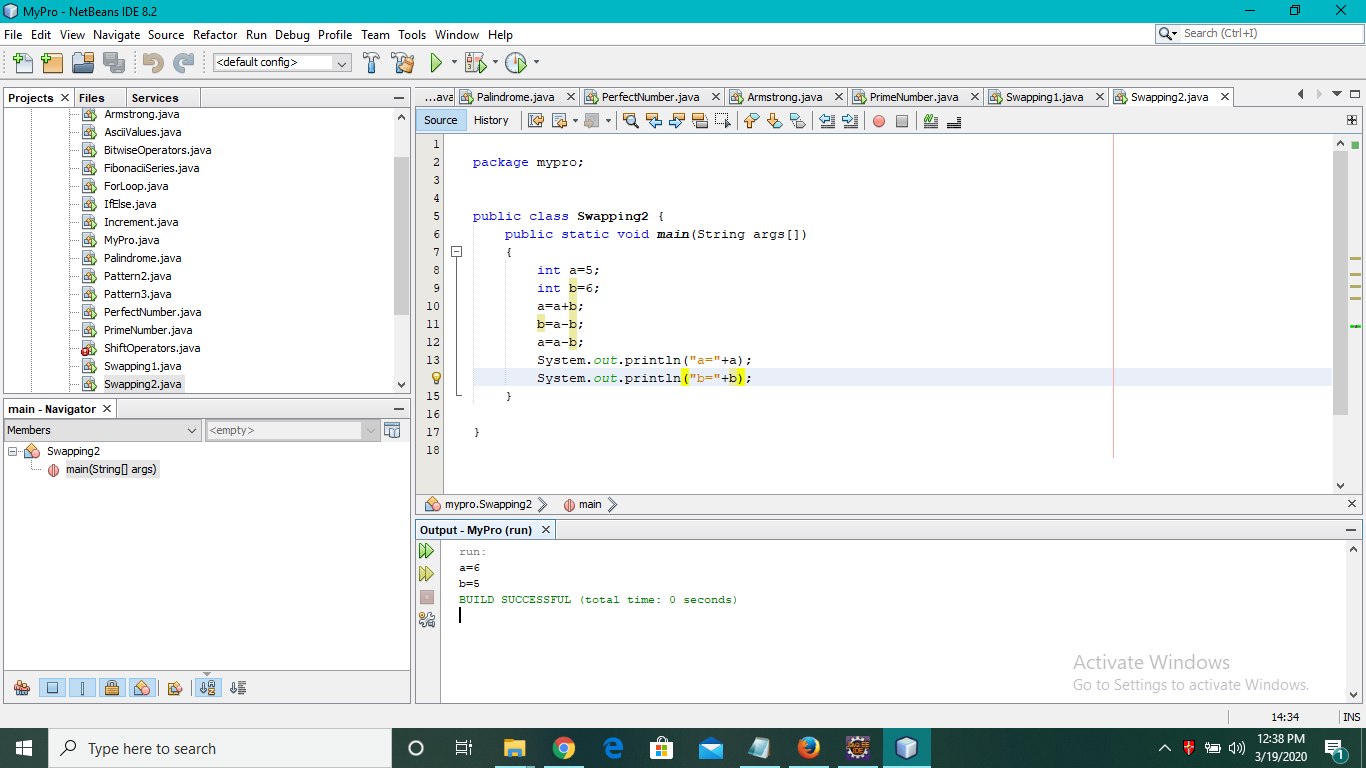 MyPro - NetBeans IDE 8.2
File Edit View Navigate Source Refactor Run Debug Profile Team Tools Window Help
Search (Ctrl+I)
<default config>
Projects Files Services
Armstrong.java
AsciiValues.java
BitwiseOperators.java
FibonaciiSeries.java
ForLoop.java
IfElse.java
Increment.java
MyPro.java
Palindrome.java
Pattern2.java
Pattern3.java
PerfectNumber.java
PrimeNumber.java
ShiftOperators.java
Swapping1.java
Swapping2.java
main - Navigator
Members
<empty>
Swapping2
main(String[] args)
...ava Palindrome.java PerfectNumber.java Armstrong.java PrimeNumber.java Swapping1.java Swapping2.java
Source History
1
2 package mypro;
3
4
5 public class Swapping2 {
6 public static void main(String args[])
7 {
8 int a=5;
9 int b=6;
10 a=a+b;
11 b=a-b;
12 a=a-b;
13 System.out.println("a="+a);
System.out.println("b="+b);
15 }
16
17 }
18
mypro.Swapping2 main
Output - MyPro (run)
run:
a=6
b=5
BUILD SUCCESSFUL (total time: 0 seconds)
Activate Windows
Go to Settings to activate Windows.
14:34 INS
Type here to search
12:38 PM
3/19/2020
1